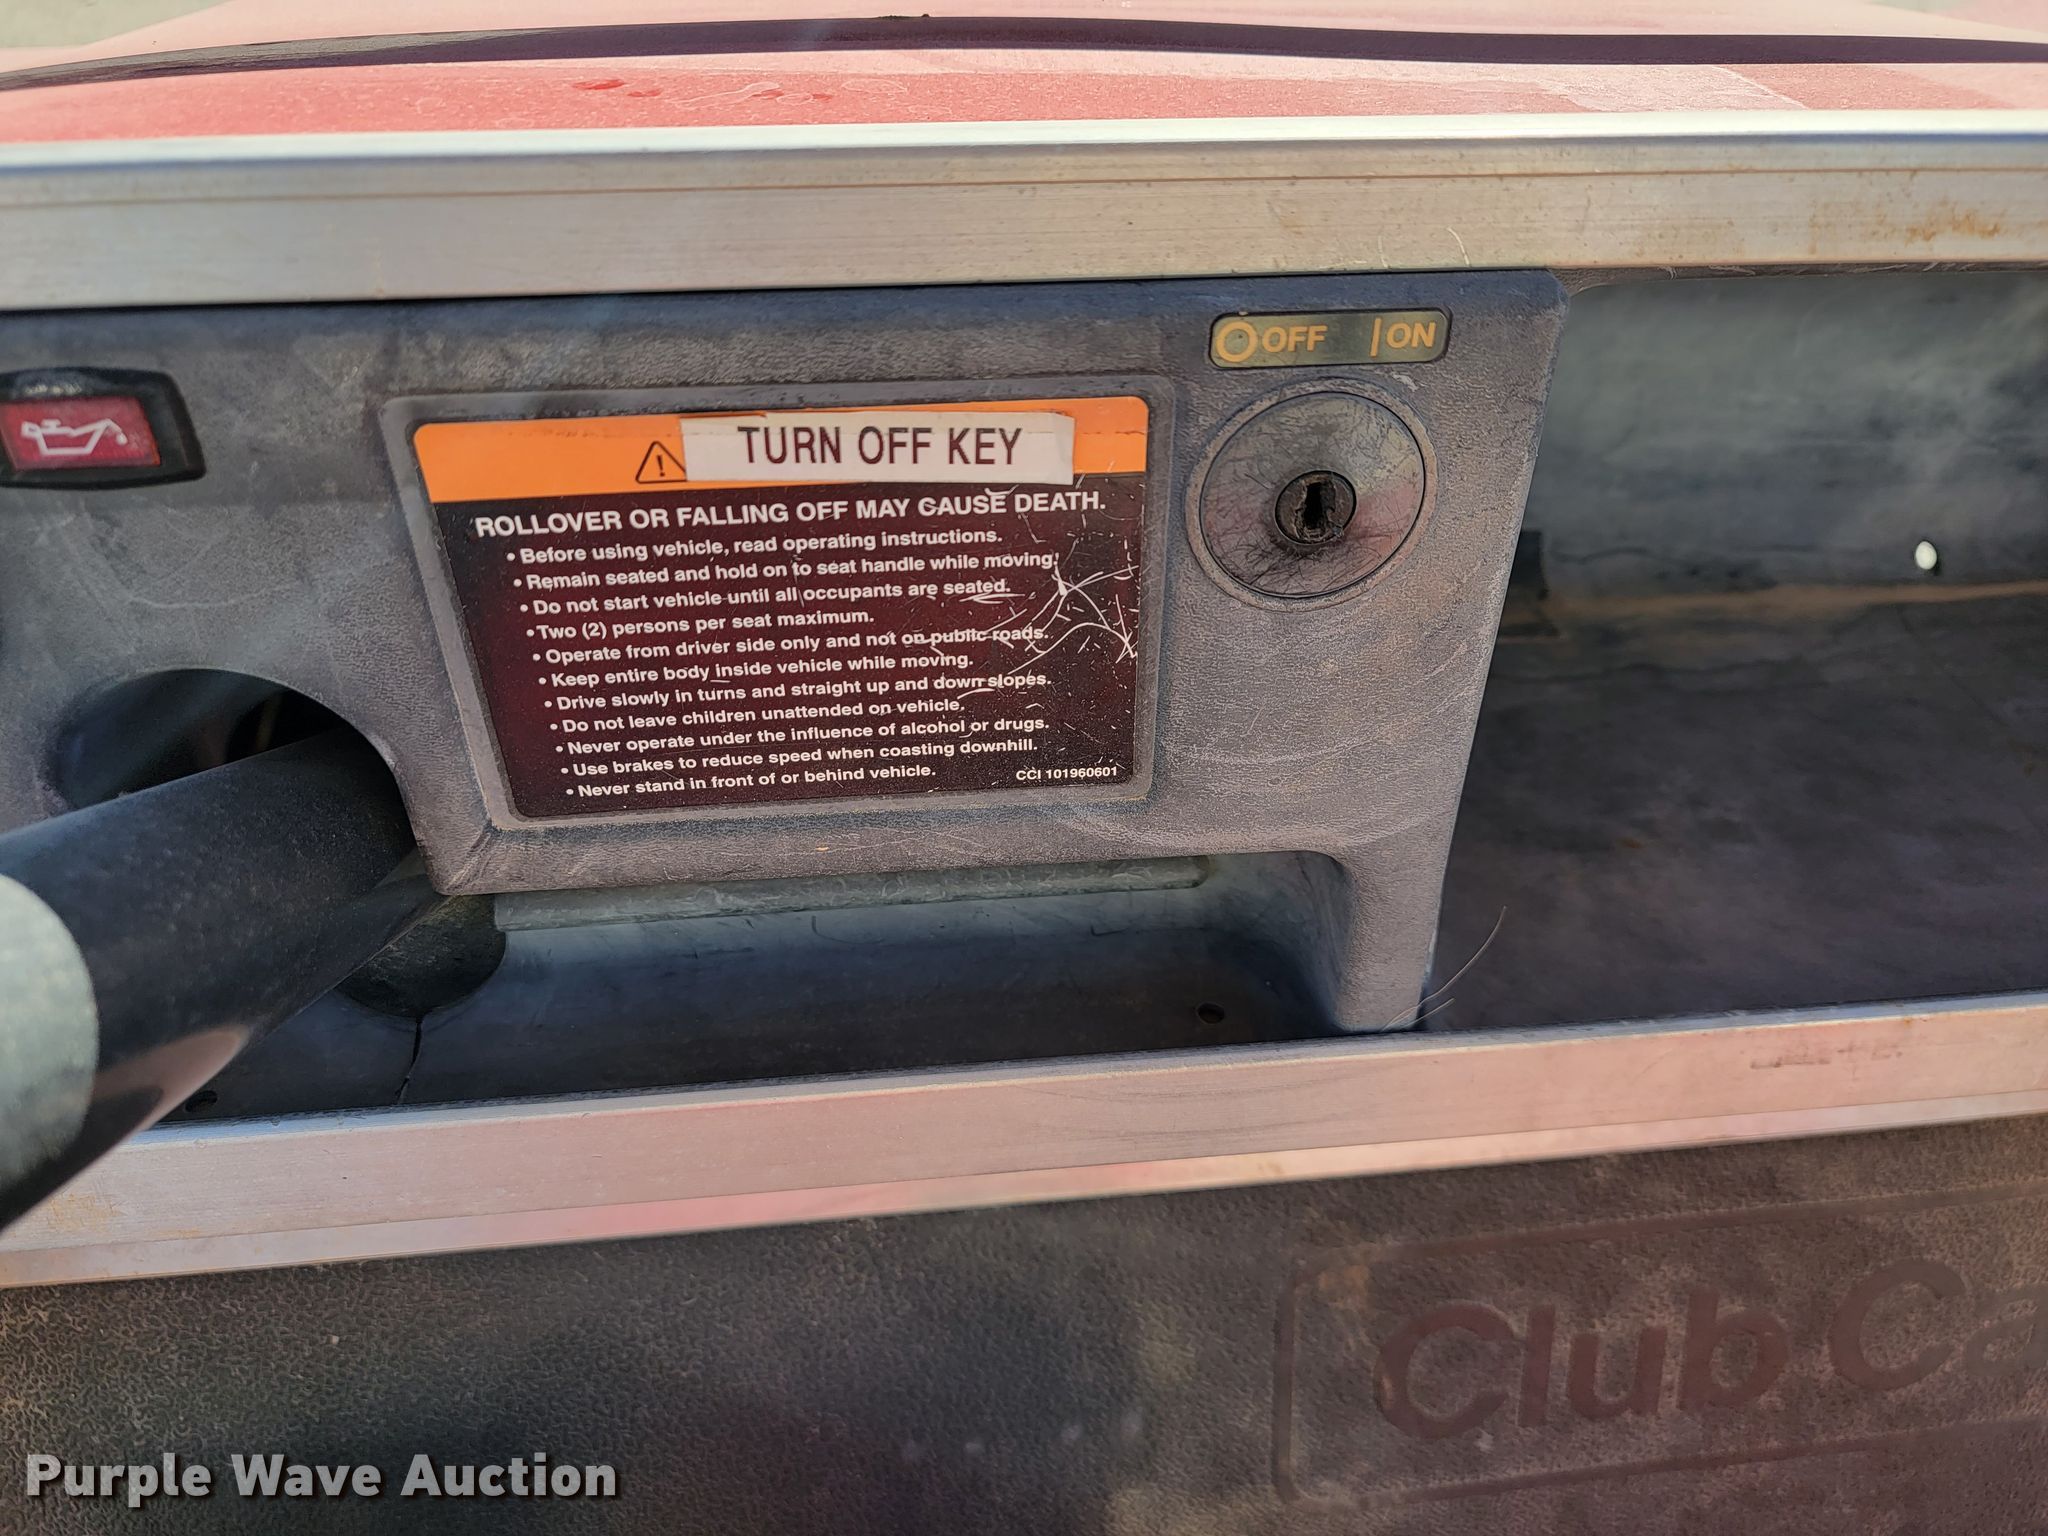 OFF | ON
TURN OFF KEY
ROLLOVER OR FALLING OFF MAY CAUSE DEATH.
• Before using vehicle, read operating instructions.
• Remain seated and hold on to seat handle while moving.
• Do not start vehicle until all occupants are seated.
• Two (2) persons per seat maximum.
• Operate from driver side only and not on public roads.
• Keep entire body inside vehicle while moving.
• Drive slowly in turns and straight up and down slopes.
• Do not leave children unattended on vehicle.
• Never operate under the influence of alcohol or drugs.
• Use brakes to reduce speed when coasting downhill.
• Never stand in front of or behind vehicle.
CCI 101960601
Club Ca
Purple Wave Auction